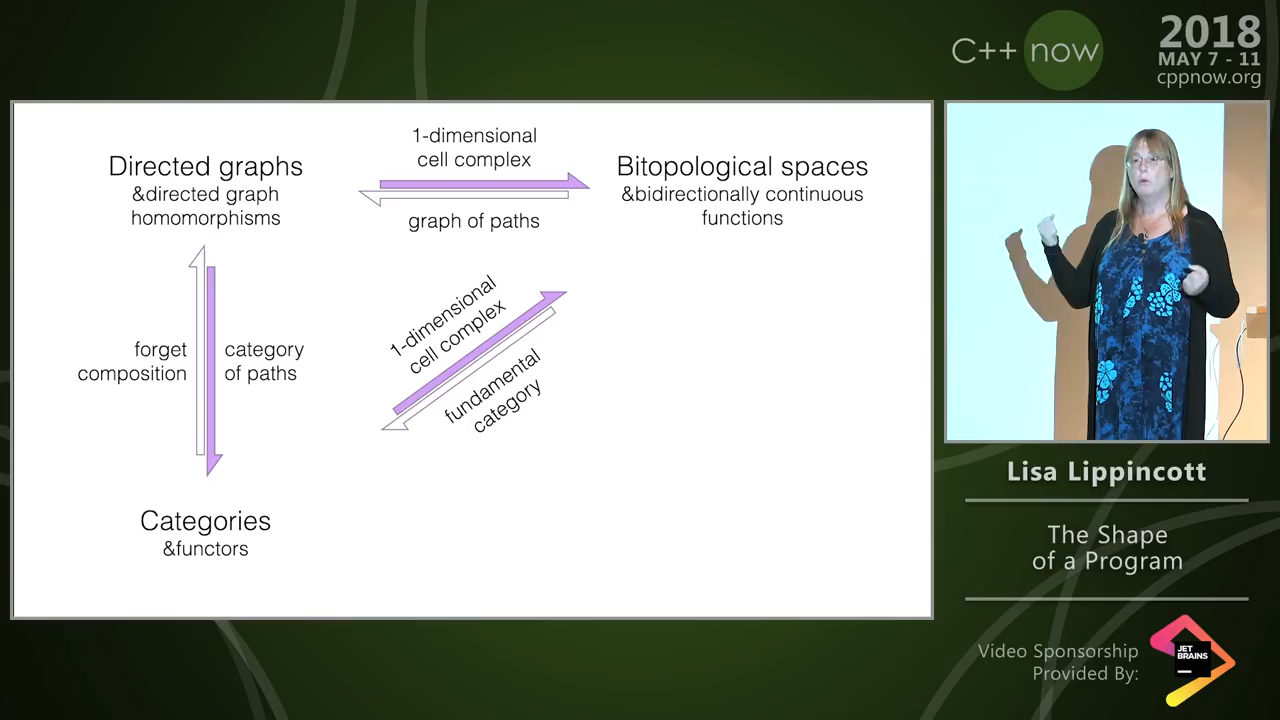 C++ now
2018
MAY 7 - 11
cppnow.org
1-dimensional
cell complex
Directed graphs
&directed graph
homomorphisms
Bitopological spaces
&bidirectionally continuous
functions
graph of paths
1-dimensional
cell complex
fundamental
category
forget
composition
category
of paths
Categories
&functors
Lisa Lippincott
The Shape
of a Program
Video Sponsorship
Provided By:
JET
BRAINS